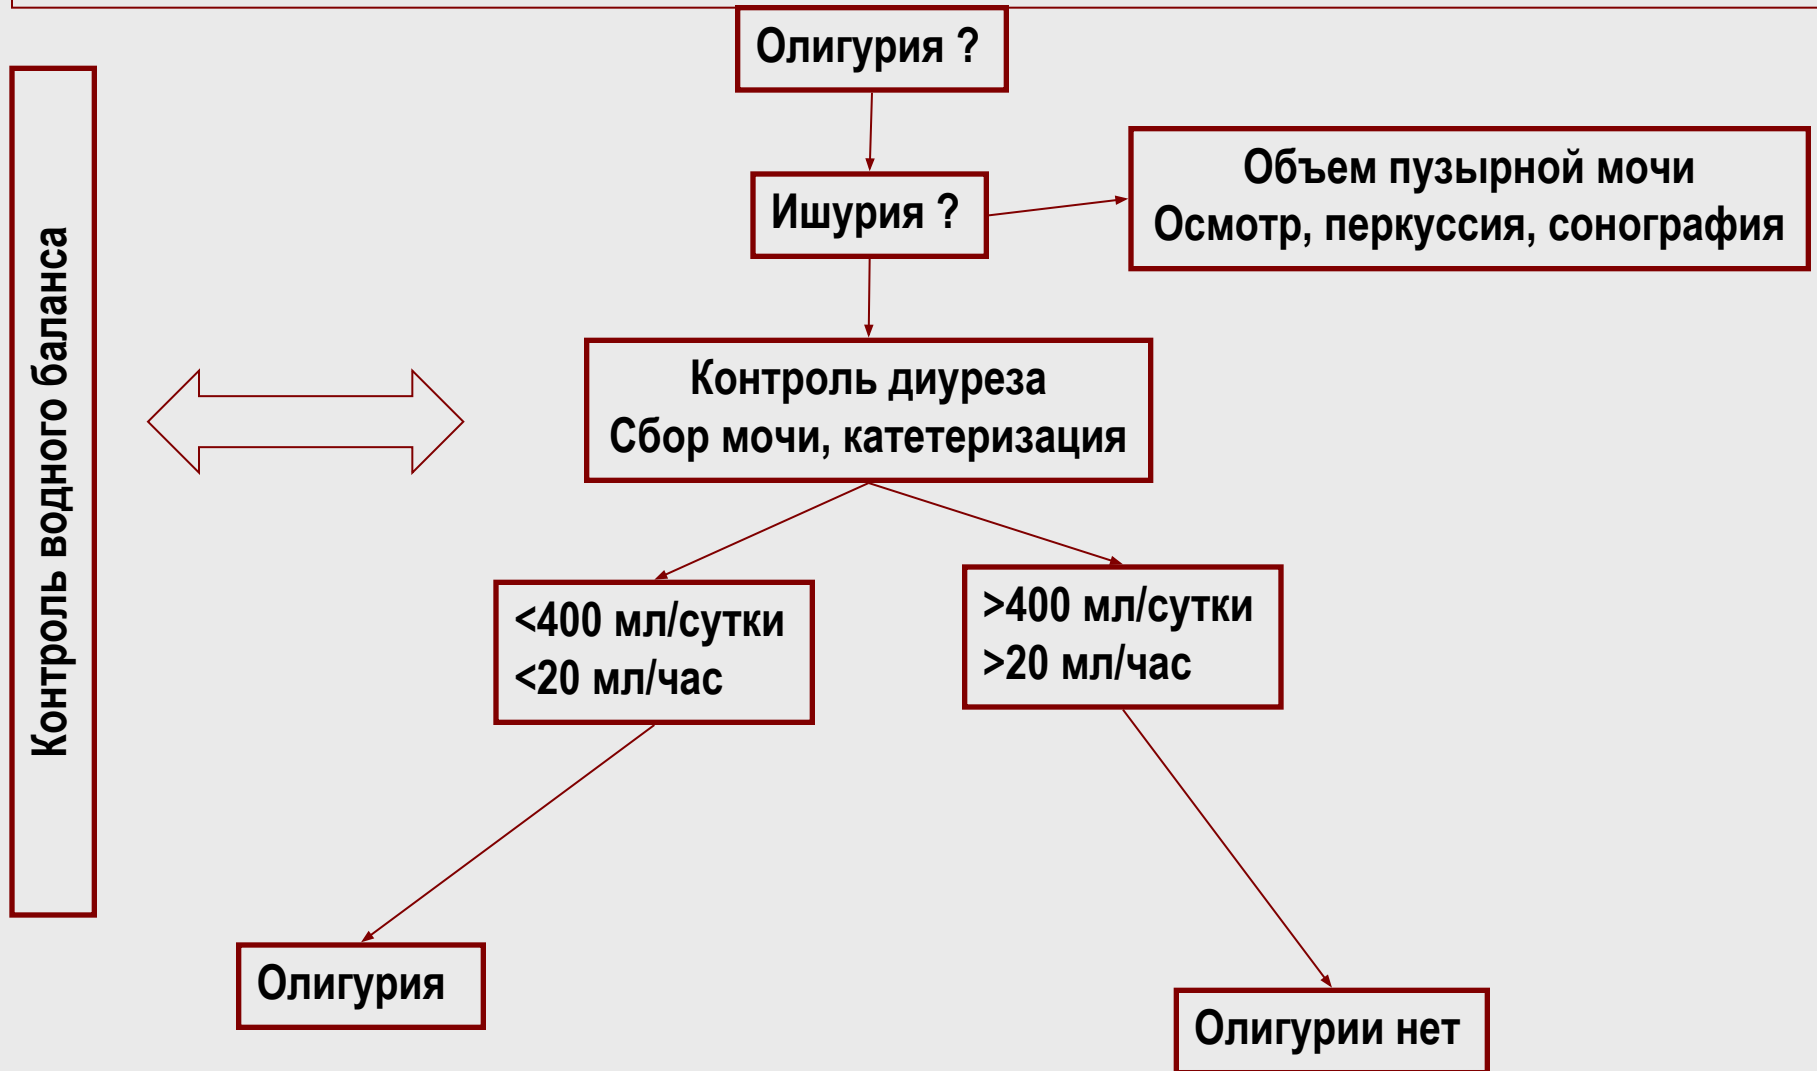 Олигурия ?
Ишурия ?
Объем пузырной мочи
Осмотр, перкуссия, сонография
Контроль водного баланса
Контроль диуреза
Сбор мочи, катетеризация
<400 мл/сутки
<20 мл/час
>400 мл/сутки
>20 мл/час
Олигурия
Олигурии нет